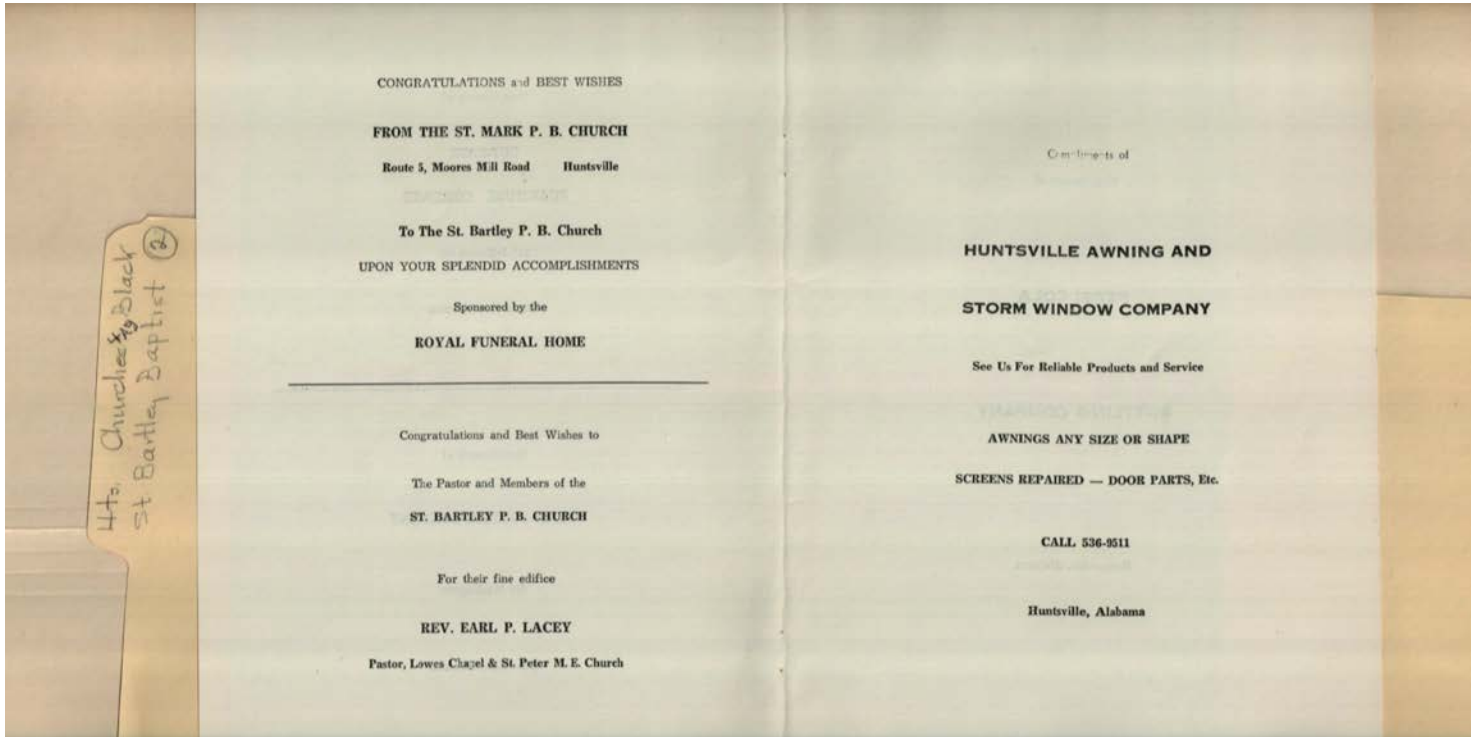 4to. Churches Black
St Bartley Baptist 2
CONGRATULATIONS and BEST WISHES
FROM THE ST. MARK P. B. CHURCH
Route 5, Moores Mill Road Huntsville
To The St. Bartley P. B. Church
UPON YOUR SPLENDID ACCOMPLISHMENTS
Sponsored by the
ROYAL FUNERAL HOME
Congratulations and Best Wishes to
The Pastor and Members of the
ST. BARTLEY P. B. CHURCH
For their fine edifice
REV. EARL P. LACEY
Pastor, Lowes Chapel & St. Peter M. E. Church
Compliments of
HUNTSVILLE AWNING AND
STORM WINDOW COMPANY
See Us For Reliable Products and Service
AWNINGS ANY SIZE OR SHAPE
SCREENS REPAIRED — DOOR PARTS, Etc.
CALL 536-9511
Huntsville, Alabama